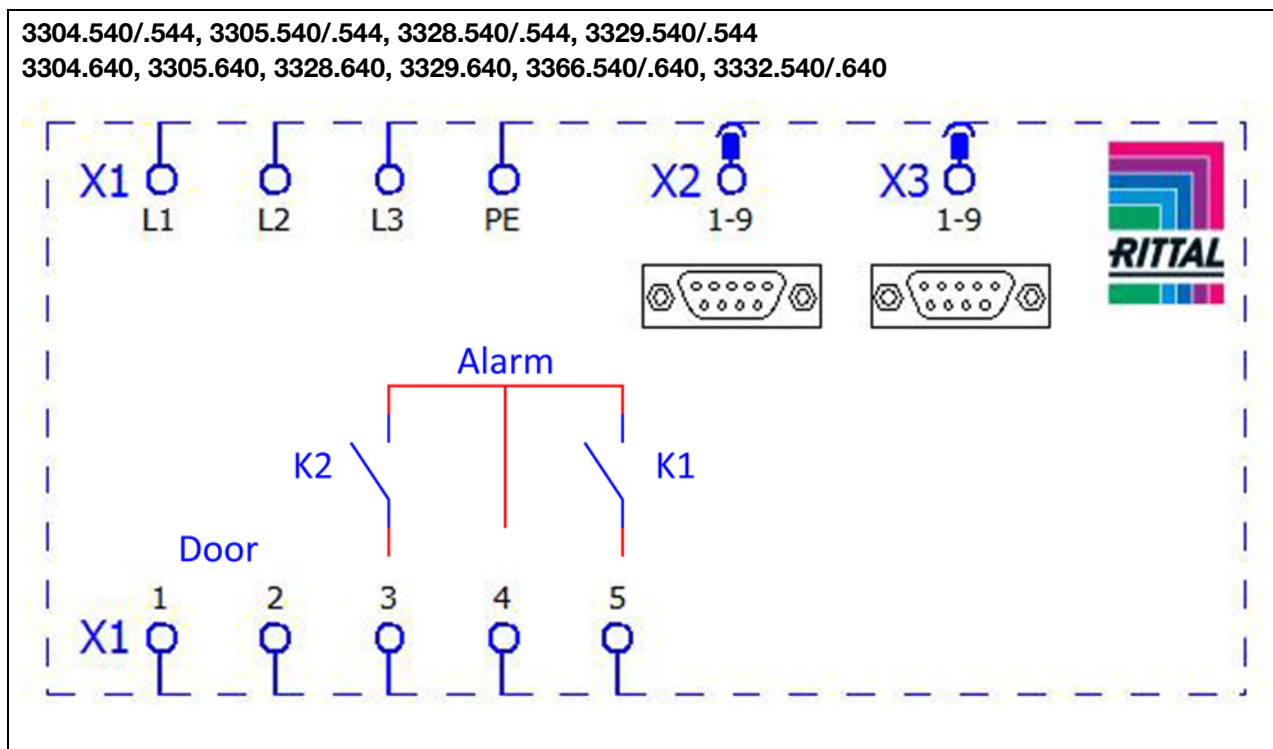 3304.540/.544, 3305.540/.544, 3328.540/.544, 3329.540/.544
3304.640, 3305.640, 3328.640, 3329.640, 3366.540/.640, 3332.540/.640
X1 X2 X3
L1 L2 L3 PE 1-9 1-9
RITTAL
Alarm
K2 K1
Door
1 2 3 4 5
X1